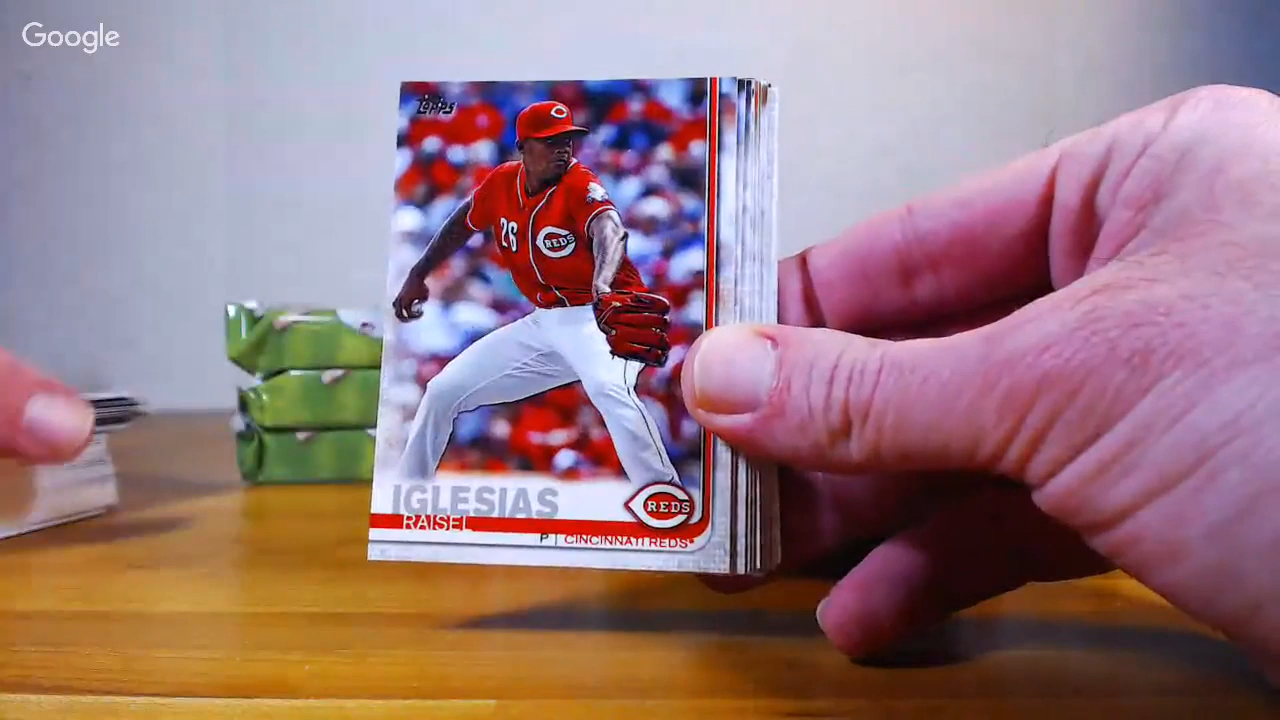 Google
Topps
26
REDS
IGLESIAS
REDS
RAISEL
P | CINCINNATI REDS